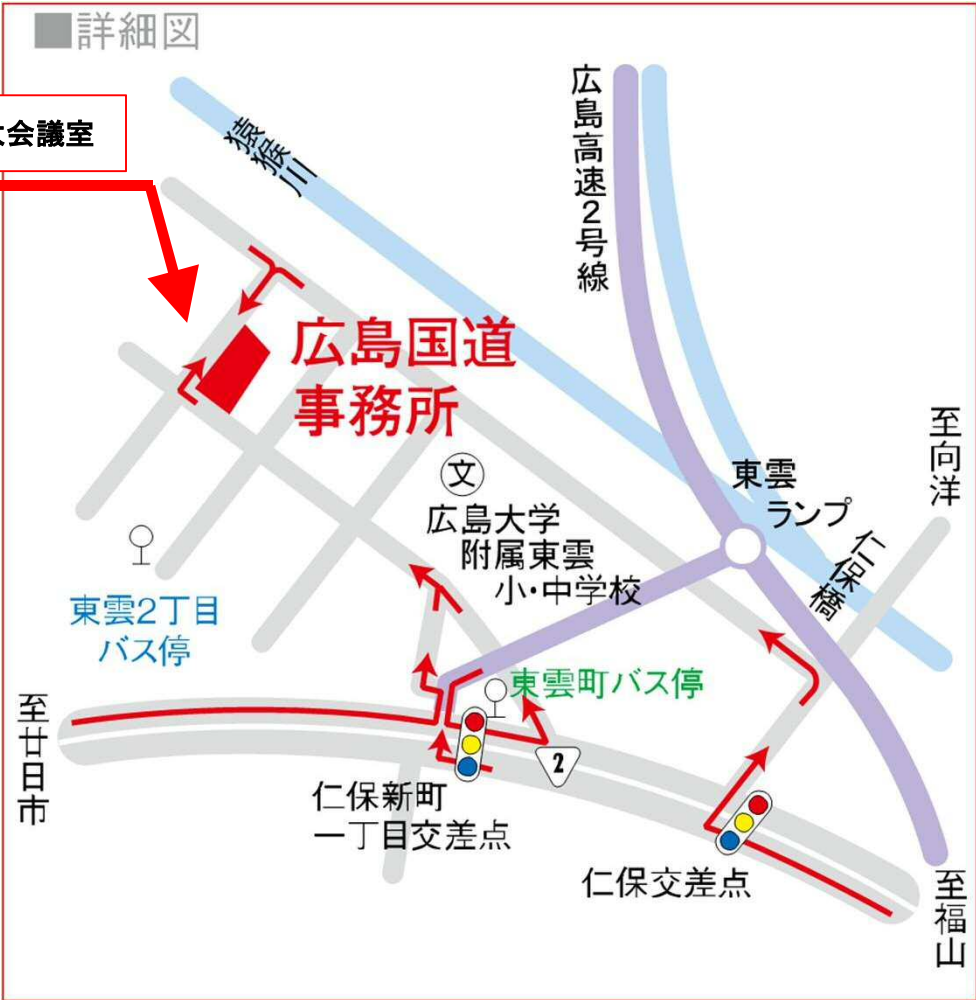 ■詳細図
大会議室
猿猴川
広島高速2号線
広島国道
事務所
至向洋
東雲
ランプ
仁保橋
文
広島大学
附属東雲
小・中学校
東雲2丁目
バス停
東雲町バス停
至廿日市
2
仁保新町
一丁目交差点
仁保交差点
至福山